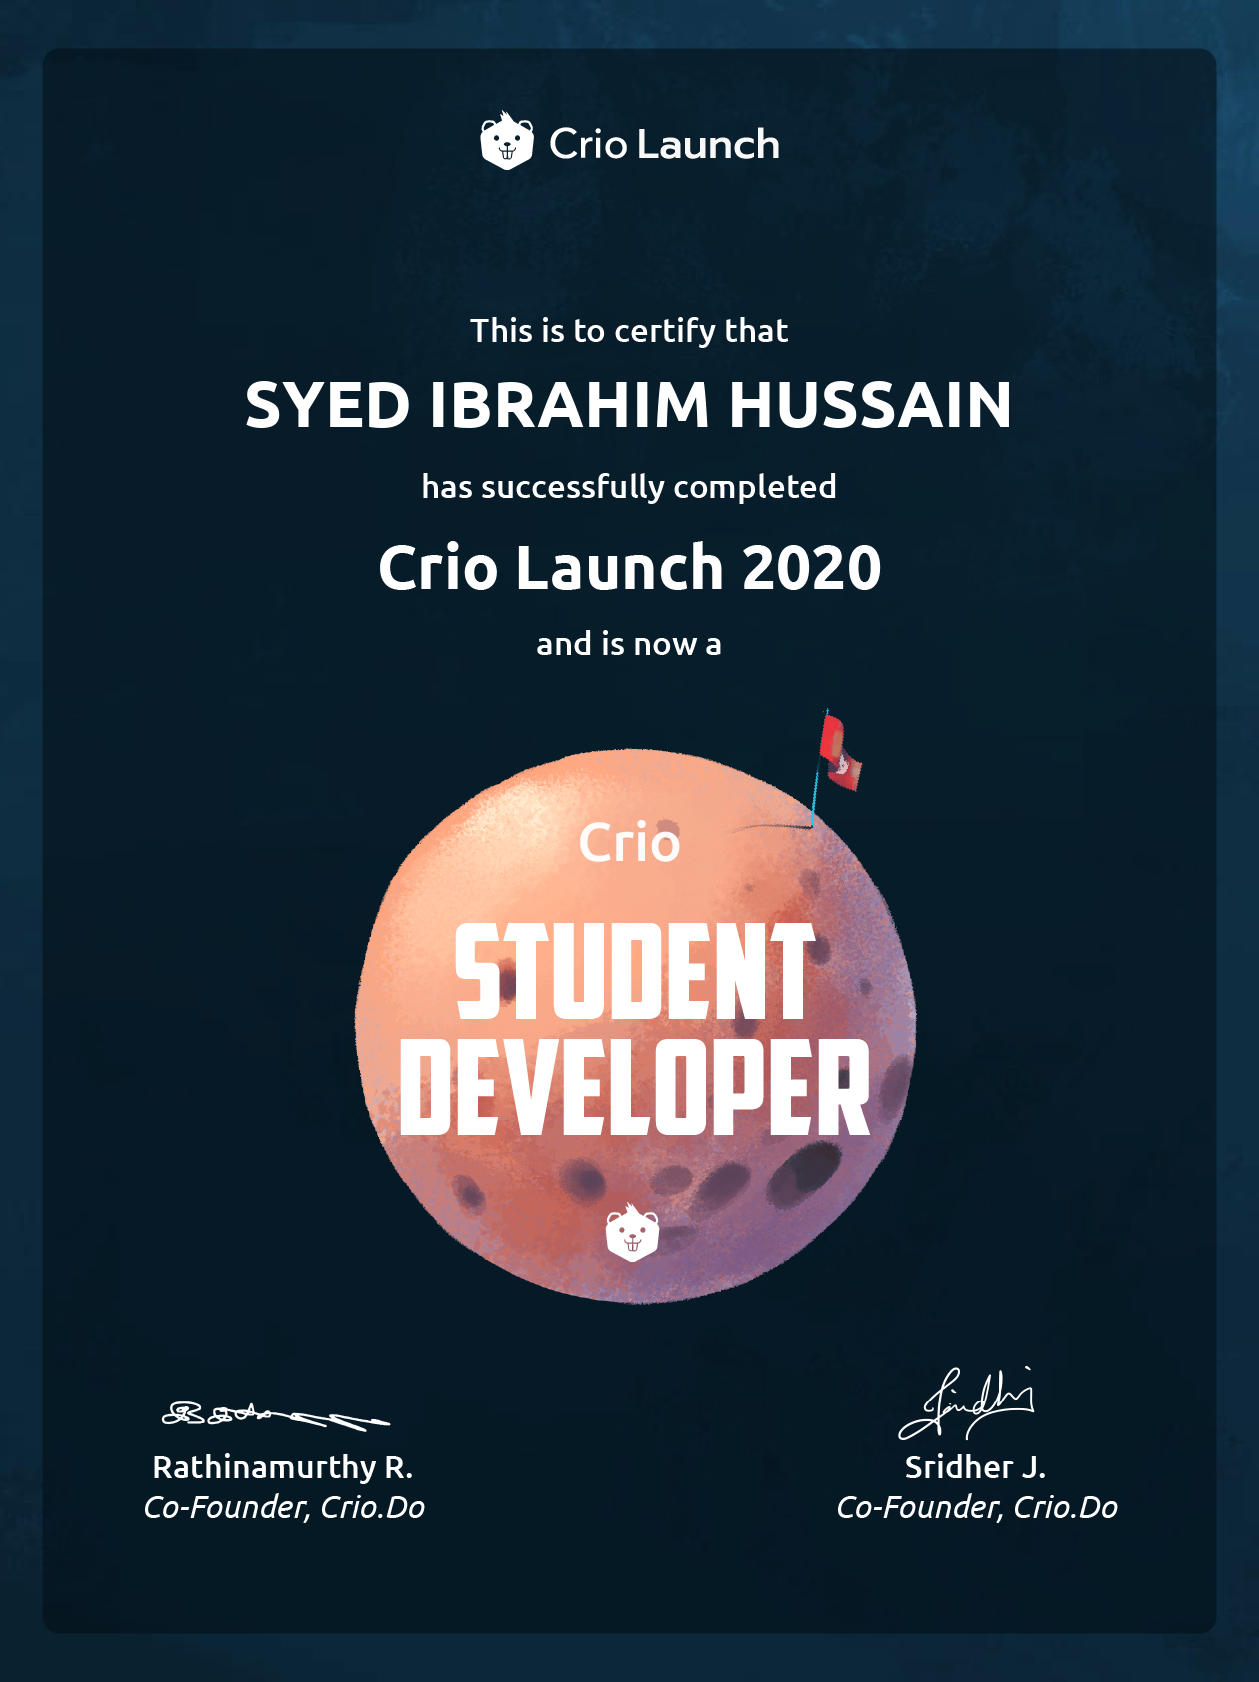 Crio Launch
This is to certify that
SYED IBRAHIM HUSSAIN
has successfully completed
Crio Launch 2020
and is now a
Crio
STUDENT
DEVELOPER
Rathinamurthy R.
Co-Founder, Crio.Do
Sridher J.
Co-Founder, Crio.Do